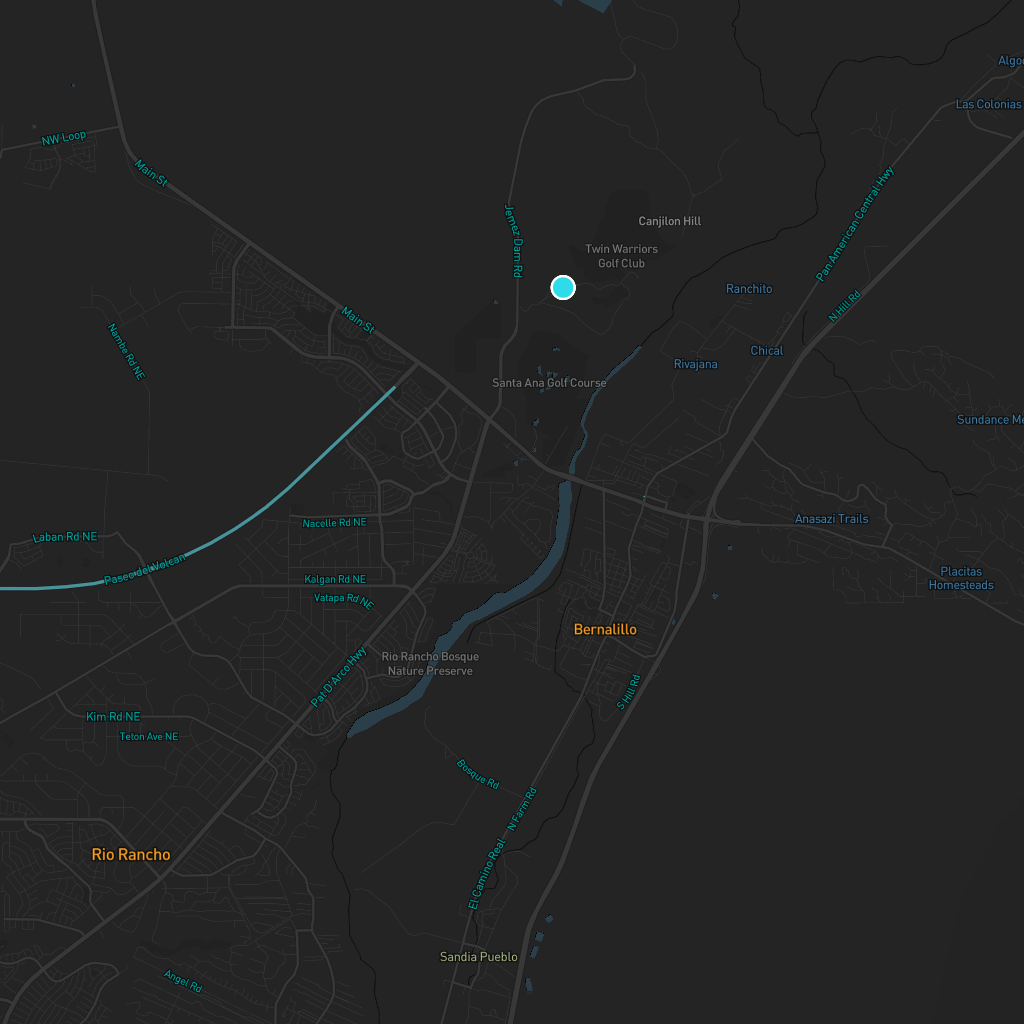 Algo
Las Colonias
NW Loop
Main St
Pan American Central Hwy
Jemez Dam Rd
Canjilon Hill
Twin Warriors
Golf Club
Ranchito
N Hill Rd
Main St
Nambe Rd NE
Chical
Rivajana
Santa Ana Golf Course
Sundance Me
Nacelle Rd NE
Anasazi Trails
Laban Rd NE
Paseo del Volcan
Kalgan Rd NE
Placitas
Homesteads
Vatapa Rd NE
Bernalillo
Rio Rancho Bosque
Nature Preserve
Pat D'Arco Hwy
S Hill Rd
Kim Rd NE
Teton Ave NE
Bosque Rd
N Farm Rd
Rio Rancho
El Camino Real
Sandia Pueblo
Angel Rd